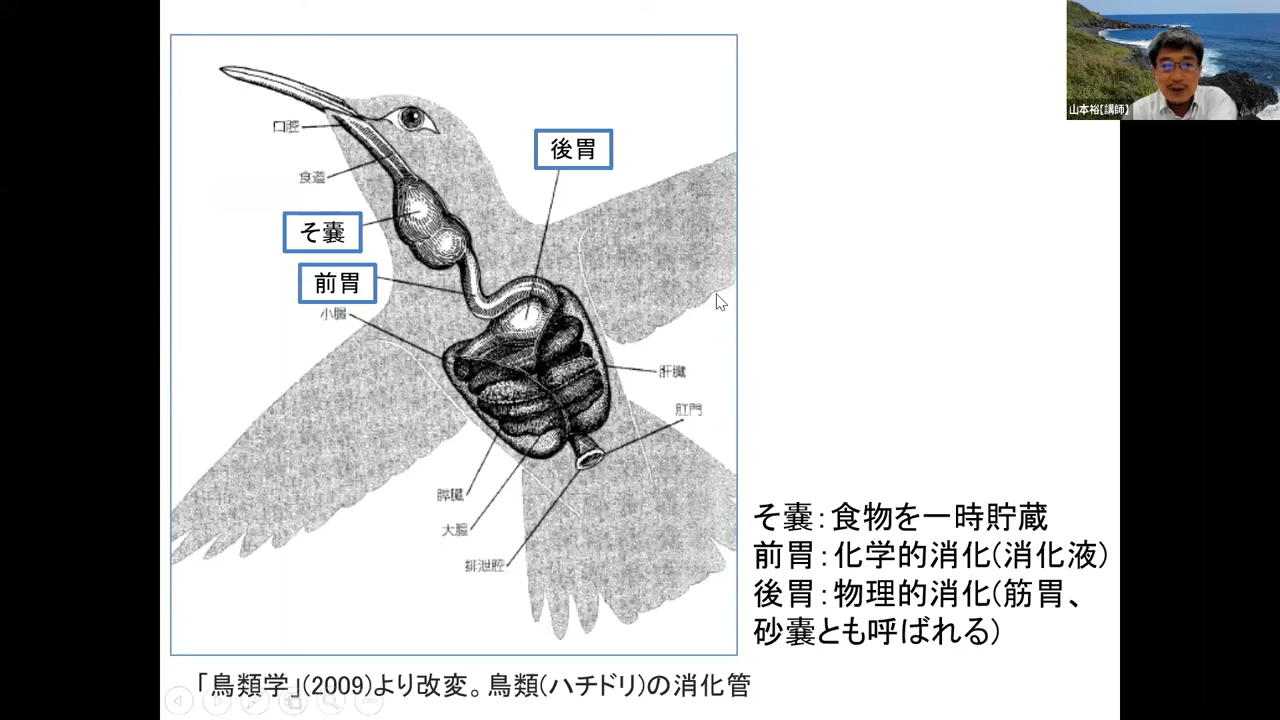 山本裕【講師】
口腔
後胃
食道
そ嚢
前胃
小腸
肝臓
肛門
膵臓
大腸
排泄腔
そ嚢：食物を一時貯蔵
前胃：化学的消化(消化液)
後胃：物理的消化(筋胃、
砂嚢とも呼ばれる)
「鳥類学」(2009)より改変。鳥類(ハチドリ)の消化管